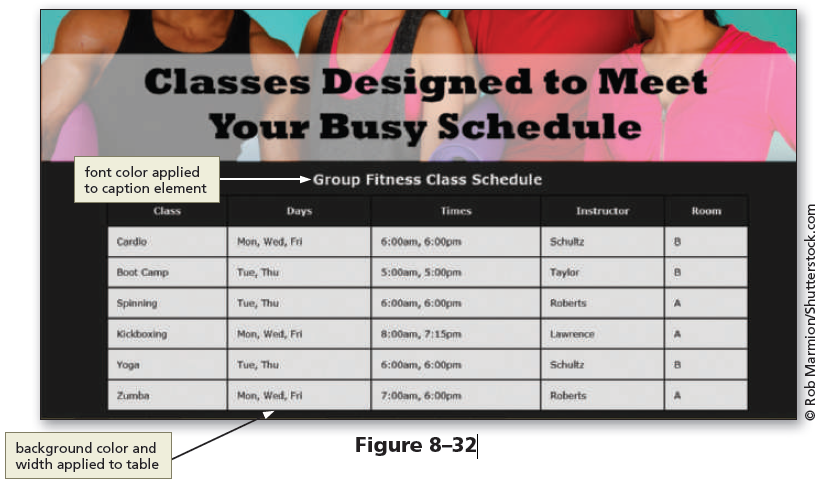 Classes Designed to Meet
Your Busy Schedule
font color applied
to caption element
Group Fitness Class Schedule
Class Days Times Instructor Room
Cardio Mon, Wed, Fri 6:00am, 6:00pm Schultz B
Boot Camp Tue, Thu 5:00am, 5:00pm Taylor B
Spinning Tue, Thu 6:00am, 6:00pm Roberts A
Kickboxing Mon, Wed, Fri 8:00am, 7:15pm Lawrence A
Yoga Tue, Thu 6:00am, 6:00pm Schultz B
Zumba Mon, Wed, Fri 7:00am, 6:00pm Roberts A
background color and
width applied to table
Figure 8–32
© Rob Marmion/Shutterstock.com